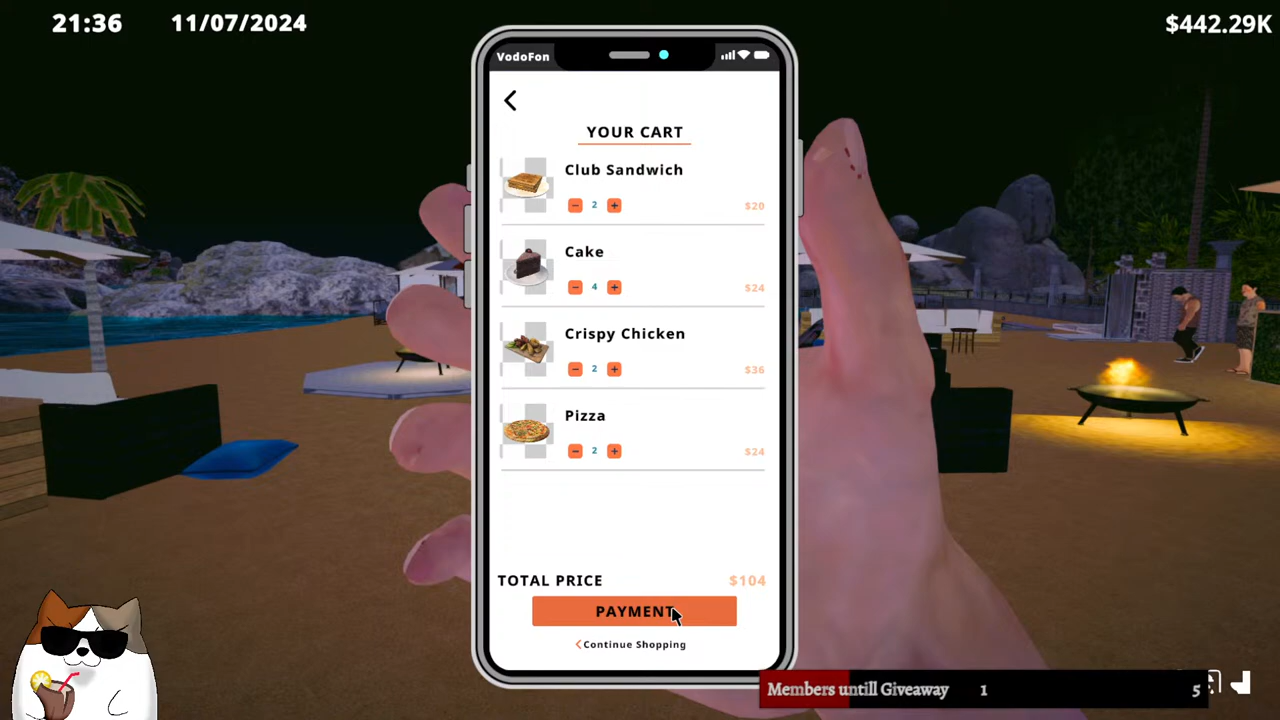 21:36
11/07/2024
$442.29K
VodoFon
YOUR CART
Club Sandwich
2
$20
Cake
4
$24
Crispy Chicken
2
$36
Pizza
2
$24
TOTAL PRICE
$104
PAYMENT
Continue Shopping
Members untill Giveaway
1
5